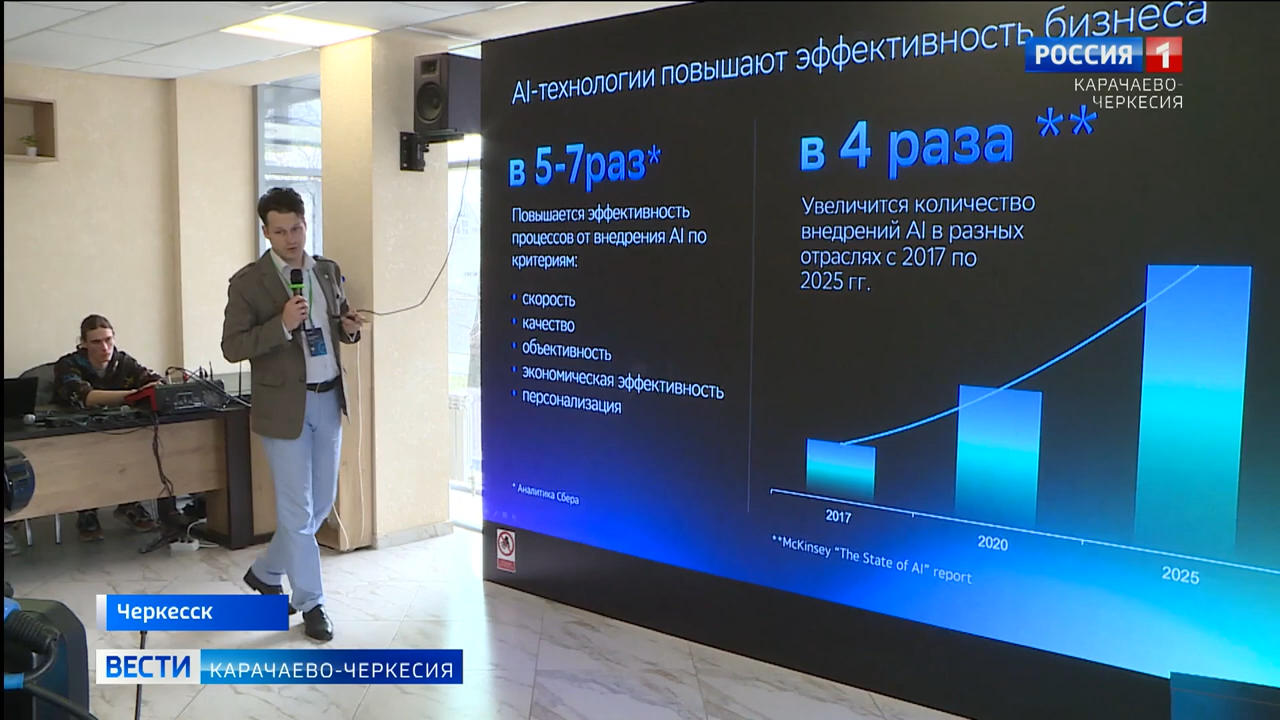 AI-технологии повышают эффективность бизнеса
РОССИЯ 1
КАРАЧАЕВО-
ЧЕРКЕСИЯ
в 5-7раз*
Повышается эффективность
процессов от внедрения AI по
критериям:
· скорость
· качество
· объективность
· экономическая эффективность
· персонализация
* Аналитика Сбера
в 4 раза **
Увеличится количество
внедрений AI в разных
отраслях с 2017 по
2025 гг.
2017
2020
2025
**McKinsey "The State of AI" report
Черкесск
ВЕСТИ КАРАЧАЕВО-ЧЕРКЕСИЯ